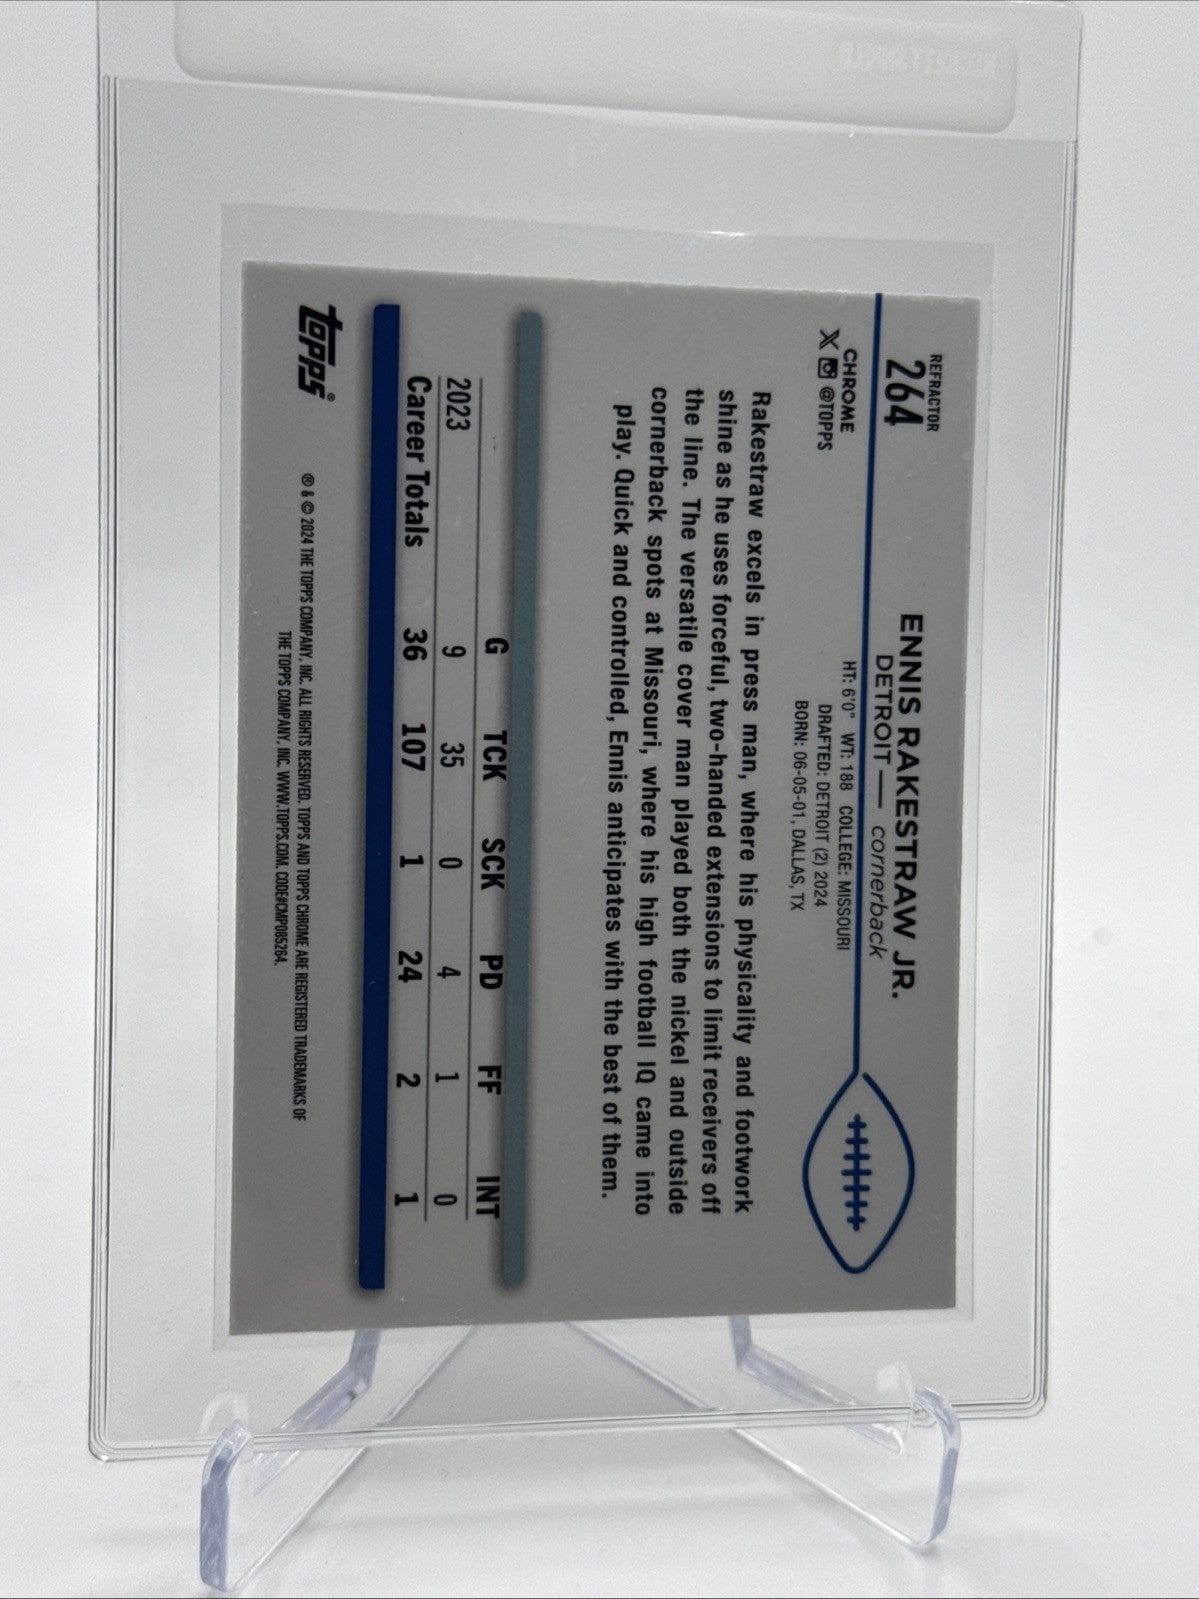 REFRACTOR
264
ENNIS RAKESTRAW JR.
DETROIT — cornerback
CHROME
@TOPPS
HT: 6'0" WT: 188 COLLEGE: MISSOURI
DRAFTED: DETROIT (2) 2024
BORN: 06-05-01, DALLAS, TX
Rakestraw excels in press man, where his physicality and footwork
shine as he uses forceful, two-handed extensions to limit receivers off
the line. The versatile cover man played both the nickel and outside
cornerback spots at Missouri, where his high football IQ came into
play. Quick and controlled, Ennis anticipates with the best of them.
G TCK SCK PD FF INT
2023 9 35 0 4 1 0
Career Totals 36 107 1 24 2 1
topps®
® & © 2024 THE TOPPS COMPANY, INC. ALL RIGHTS RESERVED. TOPPS AND TOPPS CHROME ARE REGISTERED TRADEMARKS OF
THE TOPPS COMPANY, INC. WWW.TOPPS.COM. CODE#CMP085264.